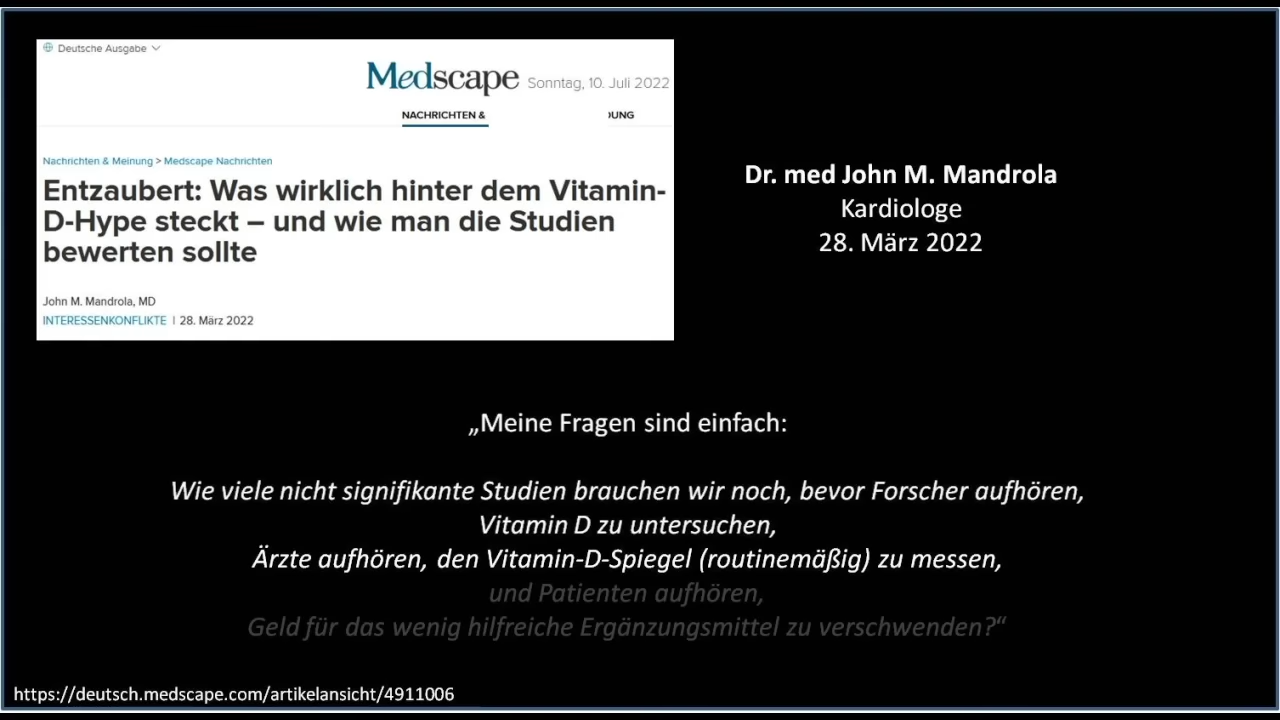 Deutsche Ausgabe
Medscape Sonntag, 10. Juli 2022
NACHRICHTEN & UNG
Nachrichten & Meinung > Medscape Nachrichten
Entzaubert: Was wirklich hinter dem Vitamin-
D-Hype steckt – und wie man die Studien
bewerten sollte
John M. Mandrola, MD
INTERESSENKONFLIKTE | 28. März 2022
Dr. med John M. Mandrola
Kardiologe
28. März 2022
„Meine Fragen sind einfach:
Wie viele nicht signifikante Studien brauchen wir noch, bevor Forscher aufhören,
Vitamin D zu untersuchen,
Ärzte aufhören, den Vitamin-D-Spiegel (routinemäßig) zu messen,
und Patienten aufhören,
Geld für das wenig hilfreiche Ergänzungsmittel zu verschwenden?“
https://deutsch.medscape.com/artikelansicht/4911006